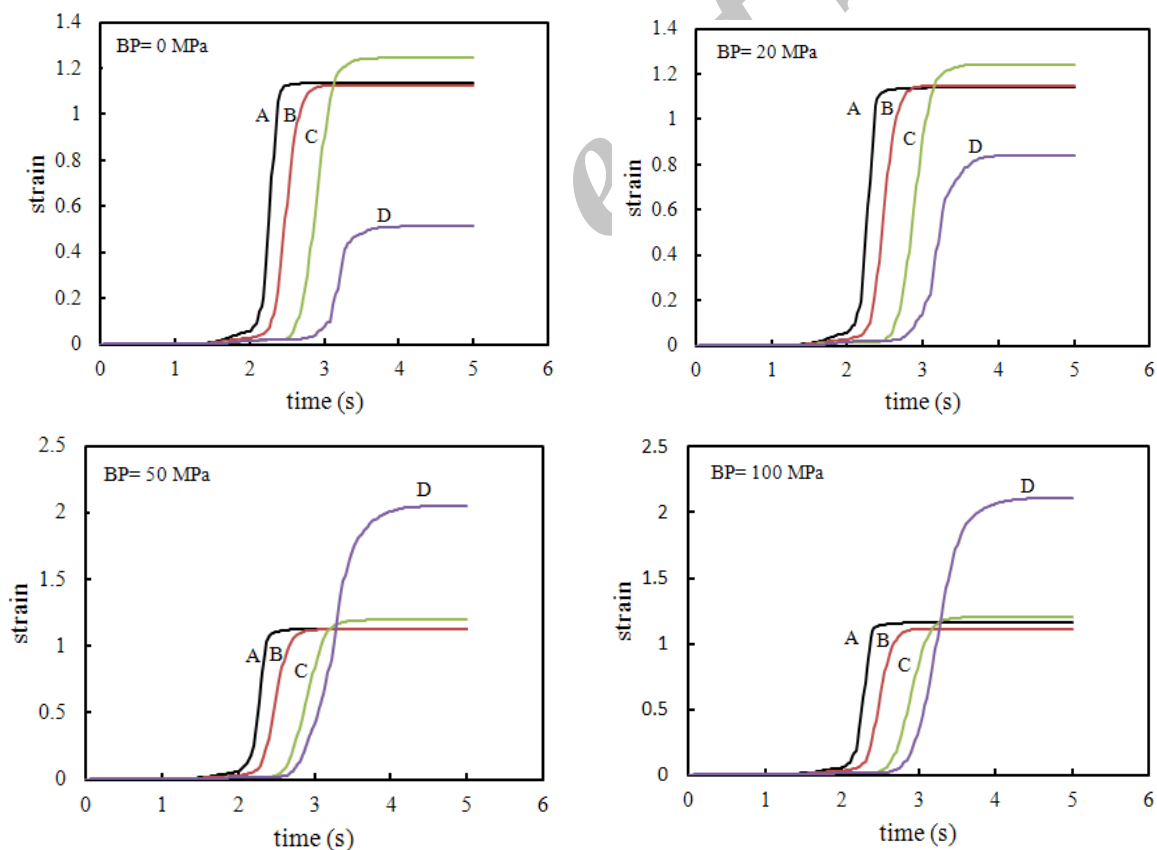 BP= 0 MPa
1.4
1.2
1
0.8
0.6
0.4
0.2
0
strain
A
B
C
D
0 1 2 3 4 5 6
time (s)
BP= 20 MPa
1.4
1.2
1
0.8
0.6
0.4
0.2
0
strain
A
B
C
D
0 1 2 3 4 5 6
time (s)
BP= 50 MPa
2.5
2
1.5
1
0.5
0
strain
A
B
C
D
0 1 2 3 4 5 6
time (s)
BP= 100 MPa
2.5
2
1.5
1
0.5
0
strain
A
B
C
D
0 1 2 3 4 5 6
time (s)